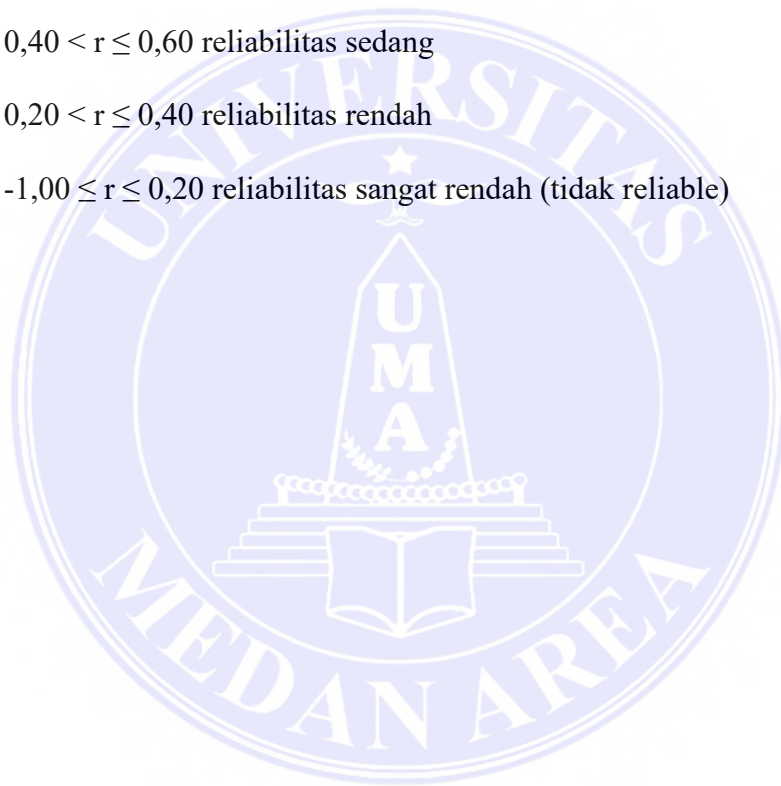 0,40 < r ≤ 0,60 reliabilitas sedang
0,20 < r ≤ 0,40 reliabilitas rendah
-1,00 ≤ r ≤ 0,20 reliabilitas sangat rendah (tidak reliable)
UNIVERSITAS
U
M
A
MEDAN AREA